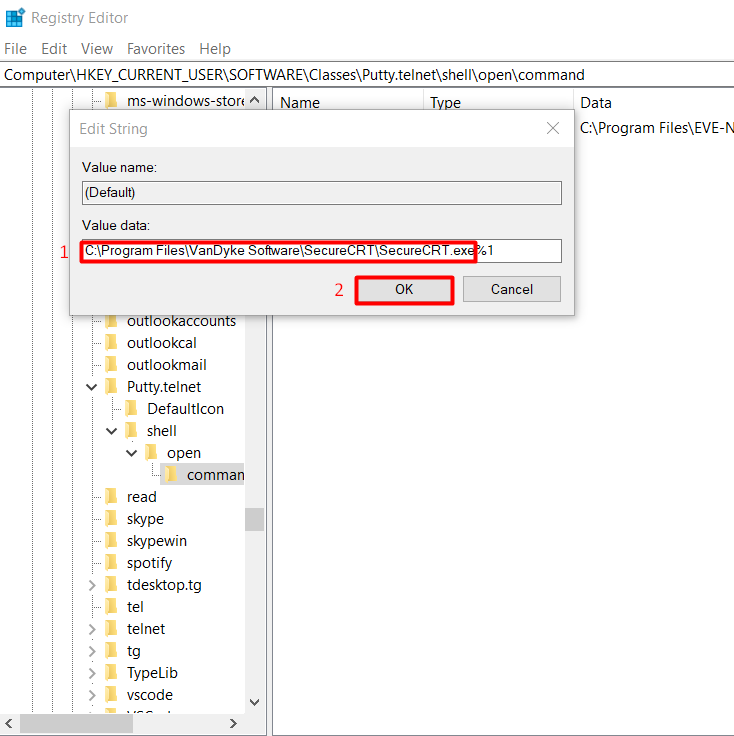 Registry Editor
File Edit View Favorites Help
Computer\HKEY_CURRENT_USER\SOFTWARE\Classes\Putty.telnet\shell\open\command
ms-windows-store
Name Type Data
C:\Program Files\EVE-N
Edit String
Value name:
(Default)
Value data:
1 C:\Program Files\VanDyke Software\SecureCRT\SecureCRT.exe%1
2 OK Cancel
outlookaccounts
outlookcal
outlookmail
Putty.telnet
DefaultIcon
shell
open
comman
read
skype
skypewin
spotify
tdesktop.tg
tel
telnet
tg
TypeLib
vscode